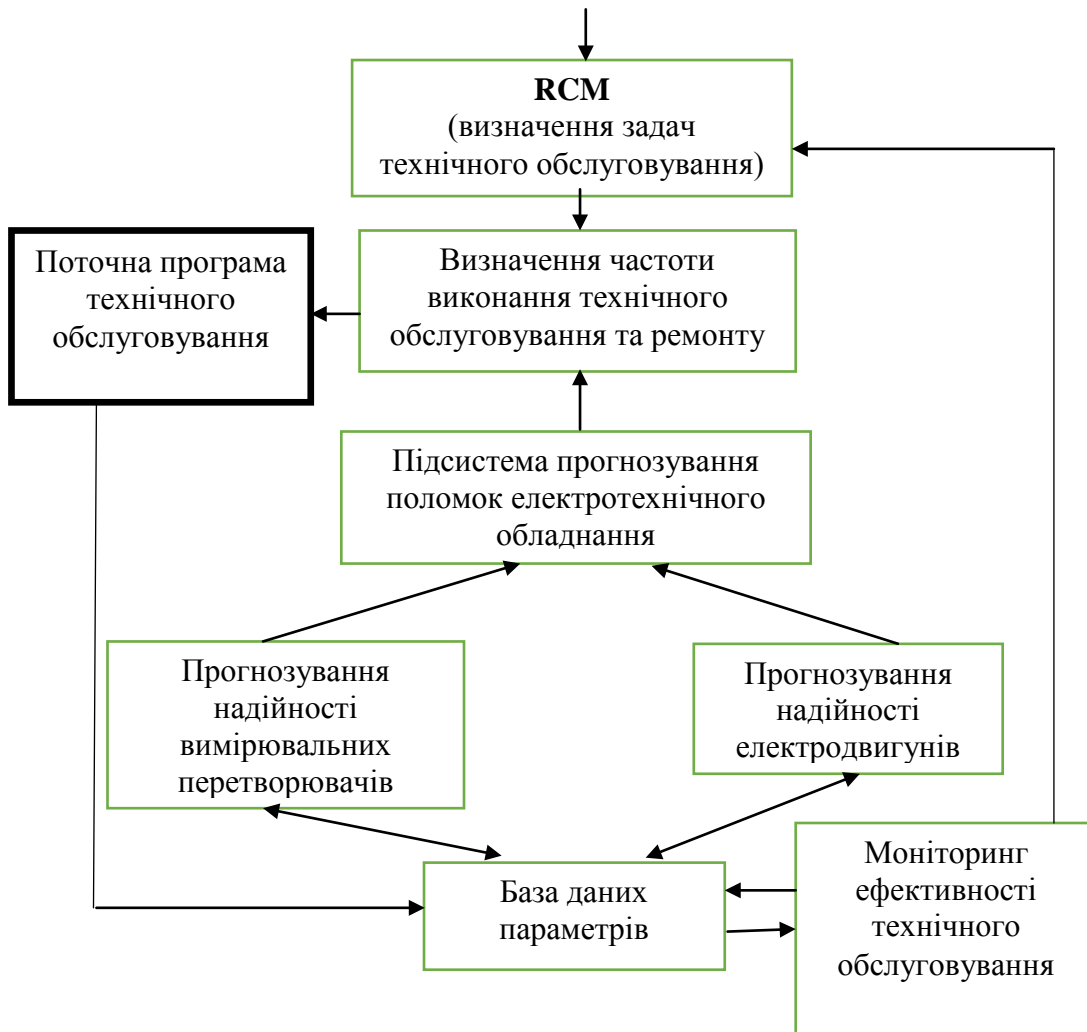 RCM
(визначення задач
технічного обслуговування)
Поточна програма
технічного
обслуговування
Визначення частоти
виконання технічного
обслуговування та ремонту
Підсистема прогнозування
поломок електротехнічного
обладнання
Прогнозування
надійності
вимірювальних
перетворювачів
Прогнозування
надійності
електродвигунів
База даних
параметрів
Моніторинг
ефективності
технічного
обслуговування